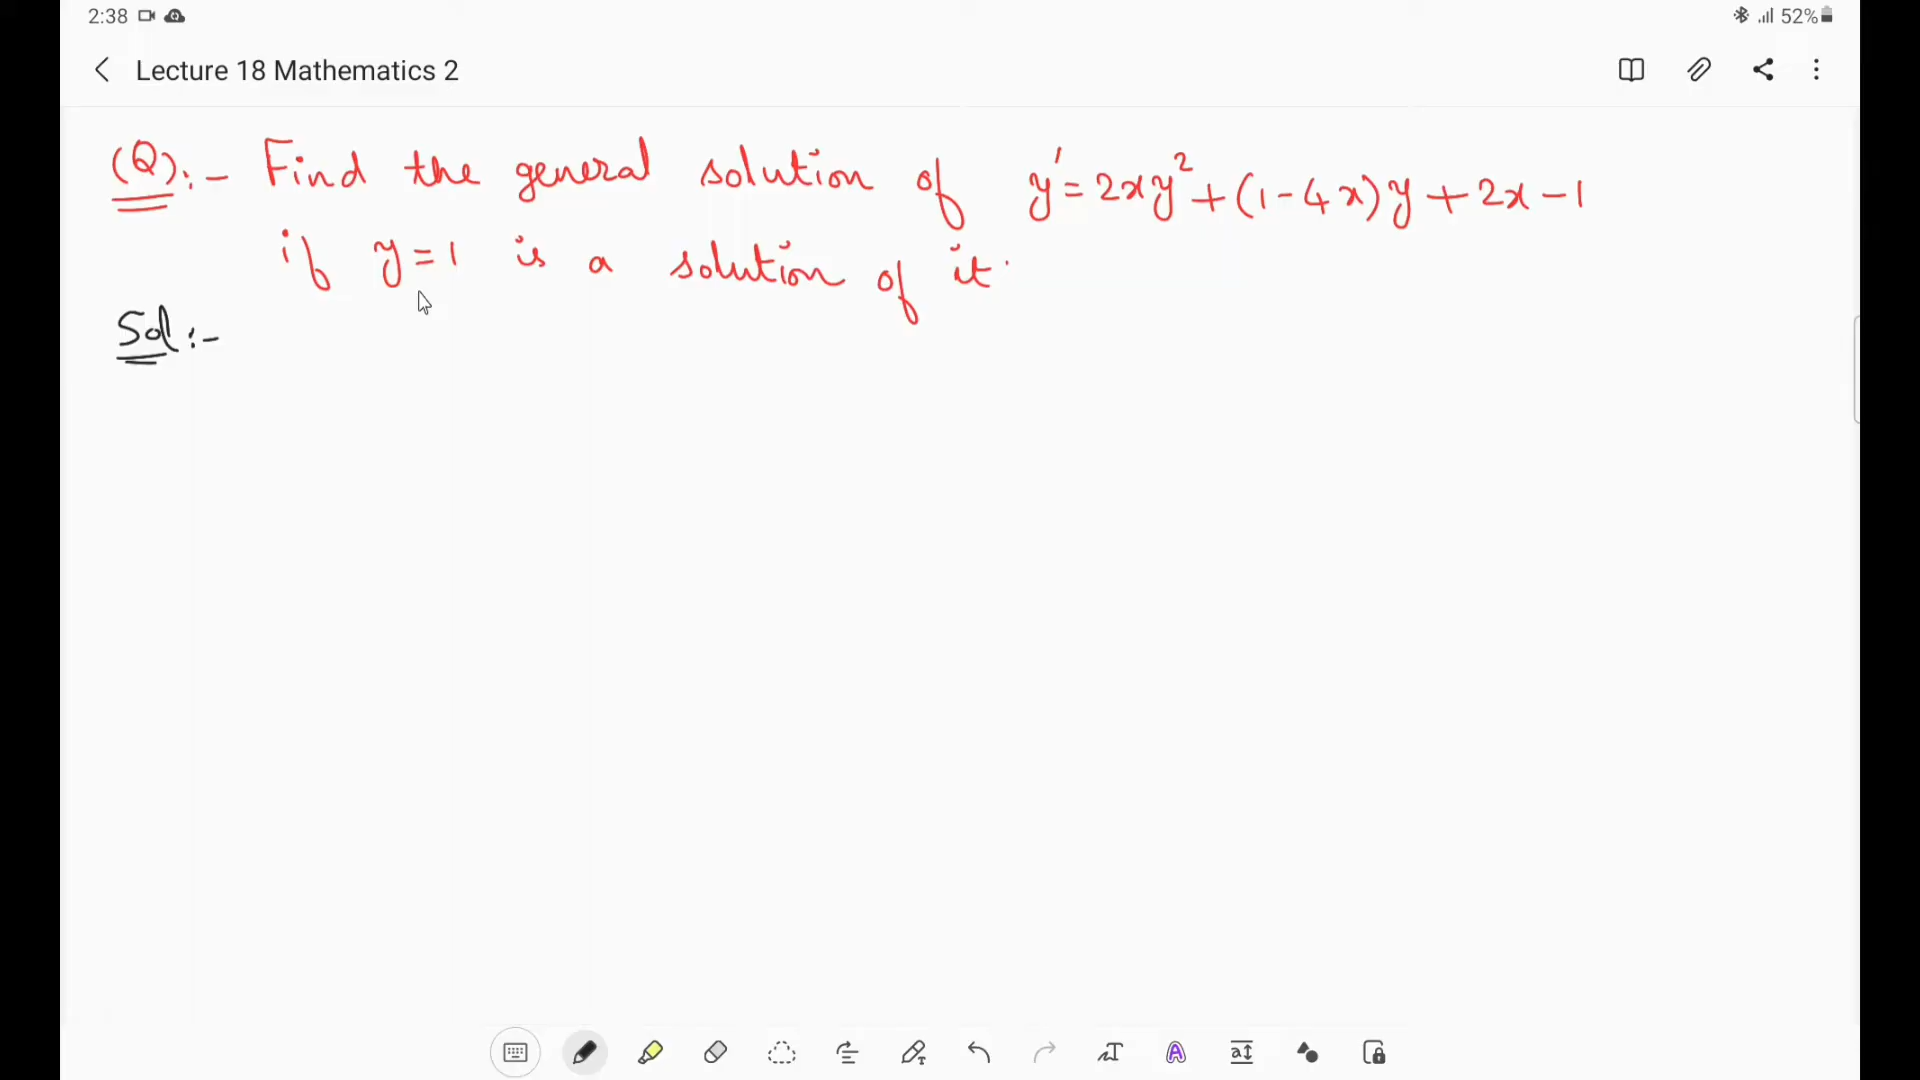 2:38 52%
Lecture 18 Mathematics 2
(Q):- Find the general solution of y' = 2xy² + (1-4x)y + 2x - 1
if y = 1 is a solution of it.
Sol:-